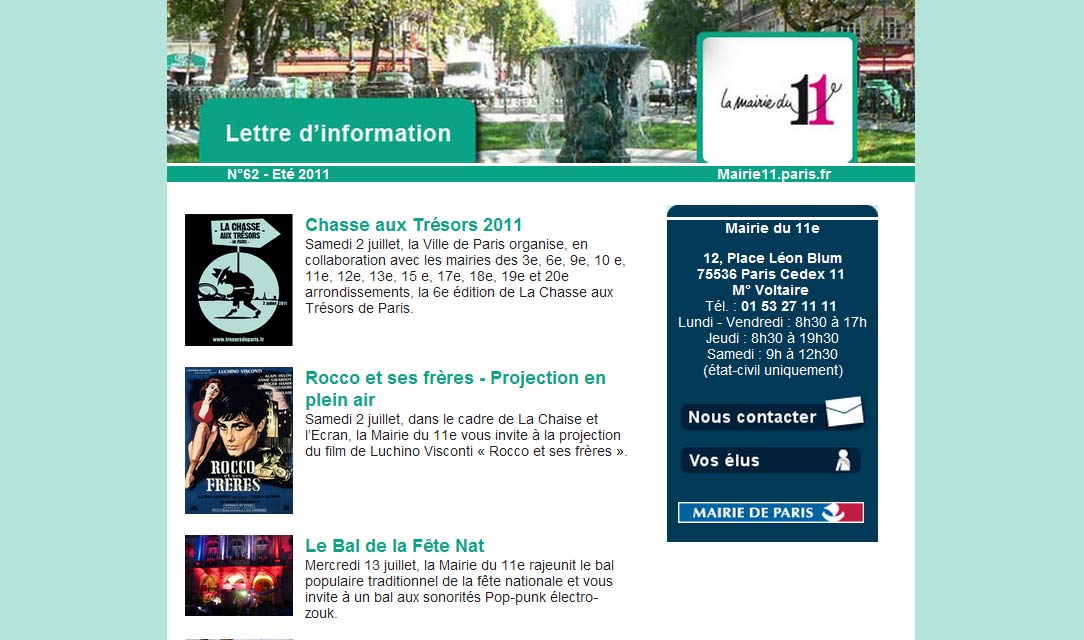 Lettre d'information
la mairie du 11e
N°62 - Eté 2011
Mairie11.paris.fr
LA CHASSE
AUX TRÉSORS
- DE PARIS -
2 juillet 2011
www.tresorsdeparis.fr
Chasse aux Trésors 2011
Samedi 2 juillet, la Ville de Paris organise, en
collaboration avec les mairies des 3e, 6e, 9e, 10 e,
11e, 12e, 13e, 15 e, 17e, 18e, 19e et 20e
arrondissements, la 6e édition de La Chasse aux
Trésors de Paris.
LUCHINO VISCONTI
ALAIN DELON
ANNIE GIRARDOT
ROGER HANIN
ROCCO
et ses
FRÈRES
Rocco et ses frères - Projection en
plein air
Samedi 2 juillet, dans le cadre de La Chaise et
l'Ecran, la Mairie du 11e vous invite à la projection
du film de Luchino Visconti « Rocco et ses frères ».
Le Bal de la Fête Nat
Mercredi 13 juillet, la Mairie du 11e rajeunit le bal
populaire traditionnel de la fête nationale et vous
invite à un bal aux sonorités Pop-punk électro-
zouk.
Mairie du 11e
12, Place Léon Blum
75536 Paris Cedex 11
M° Voltaire
Tél. : 01 53 27 11 11
Lundi - Vendredi : 8h30 à 17h
Jeudi : 8h30 à 19h30
Samedi : 9h à 12h30
(état-civil uniquement)
Nous contacter
Vos élus
MAIRIE DE PARIS